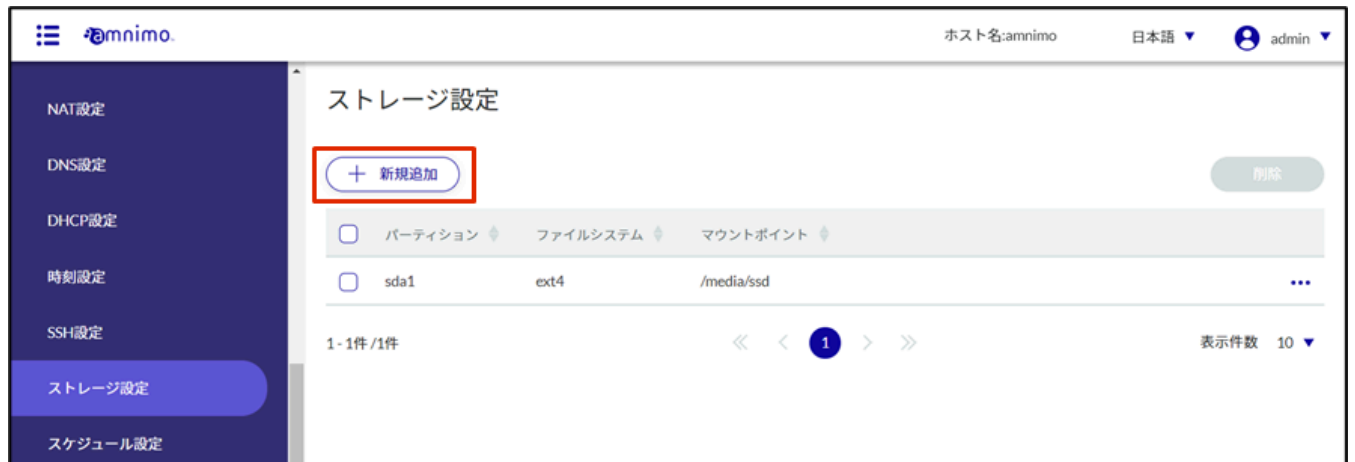 amnimo
ホスト名:amnimo 日本語 ▼ admin ▼
NAT設定
DNS設定
DHCP設定
時刻設定
SSH設定
ストレージ設定
スケジュール設定
ストレージ設定
+ 新規追加
削除
パーティション ファイルシステム マウントポイント
sda1 ext4 /media/ssd •••
1 - 1件 /1件 « < 1 > » 表示件数 10 ▼